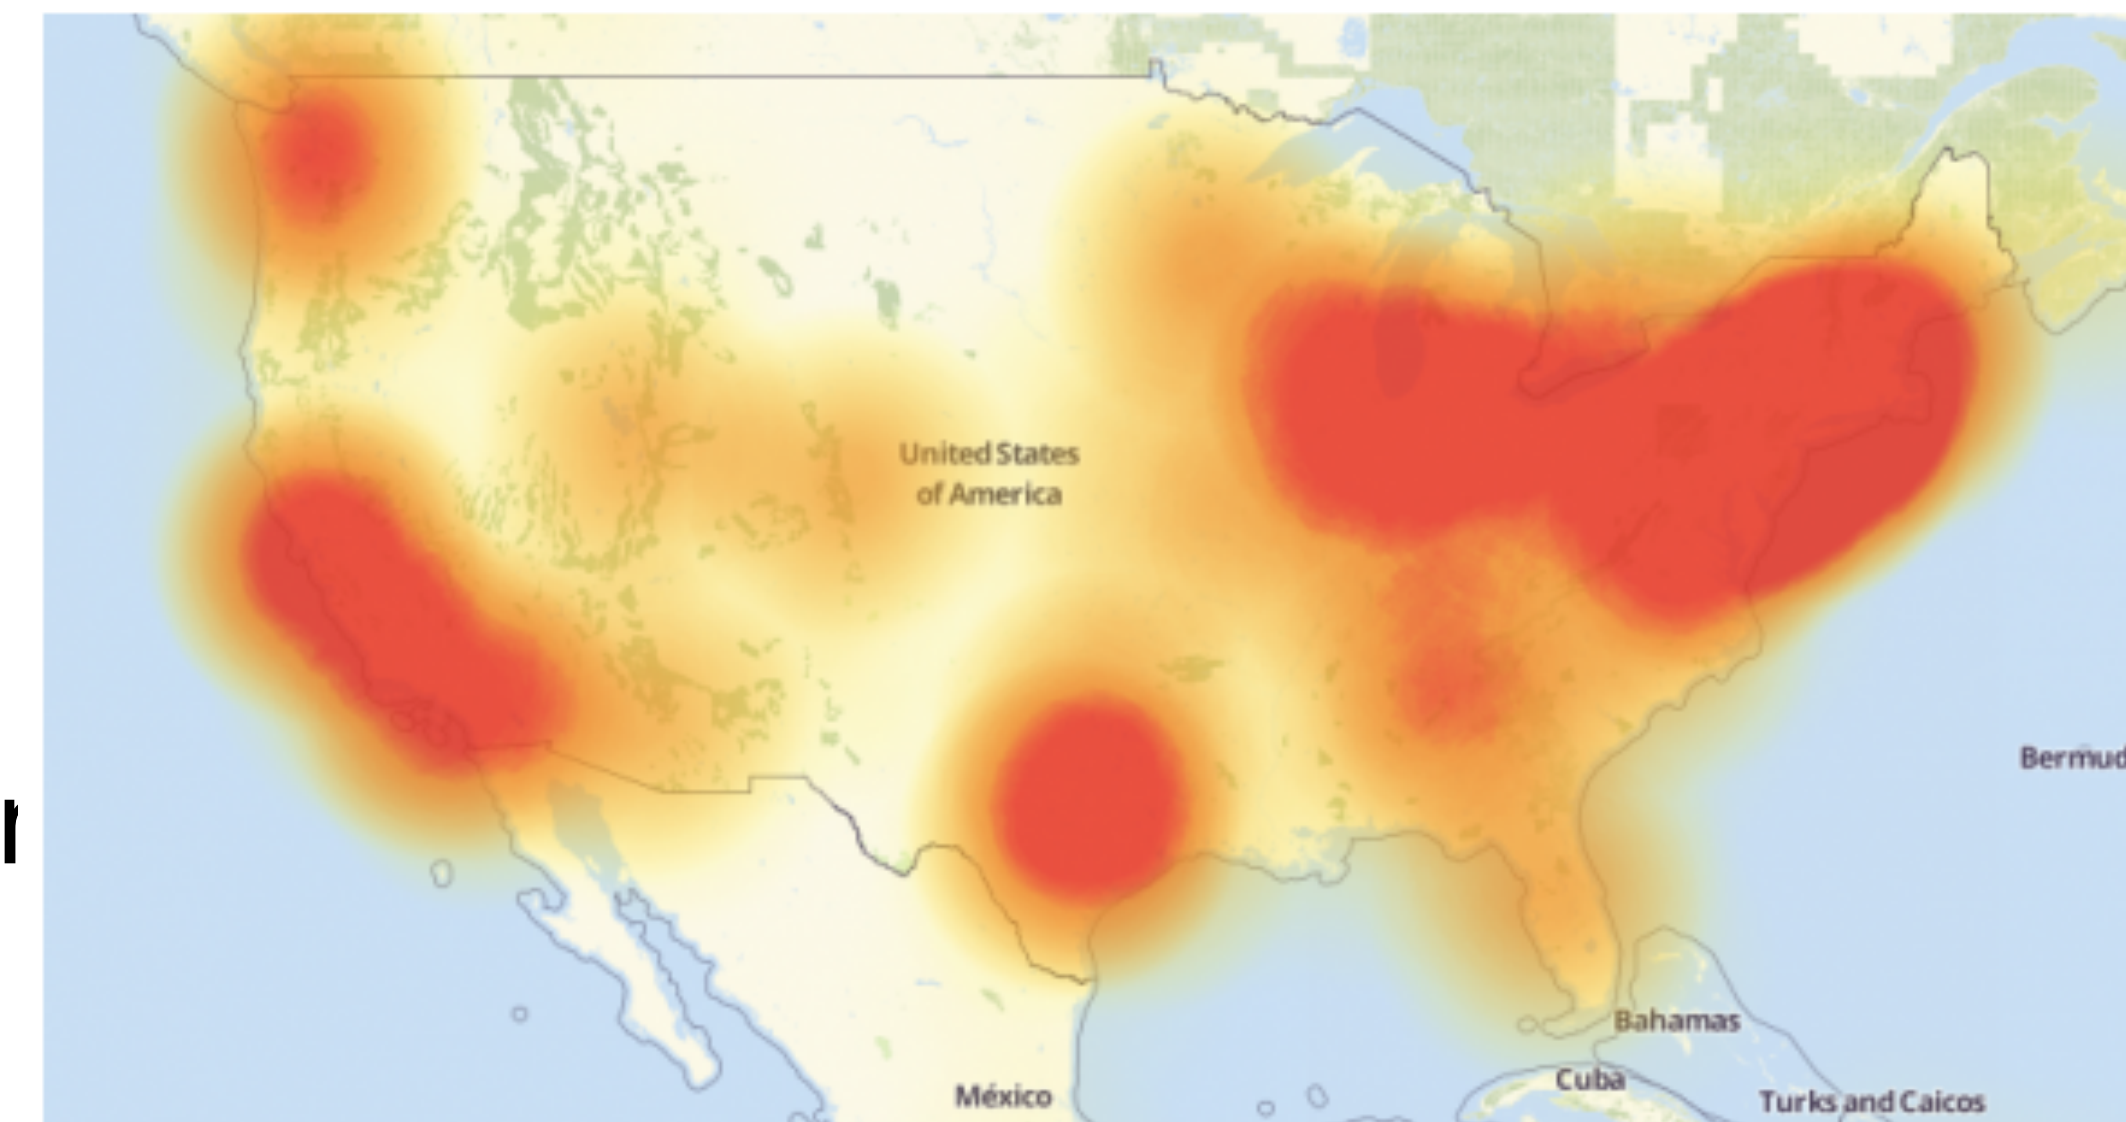 United States
of America
Bermud
r
Bahamas
Cuba
México
Turks and Caicos